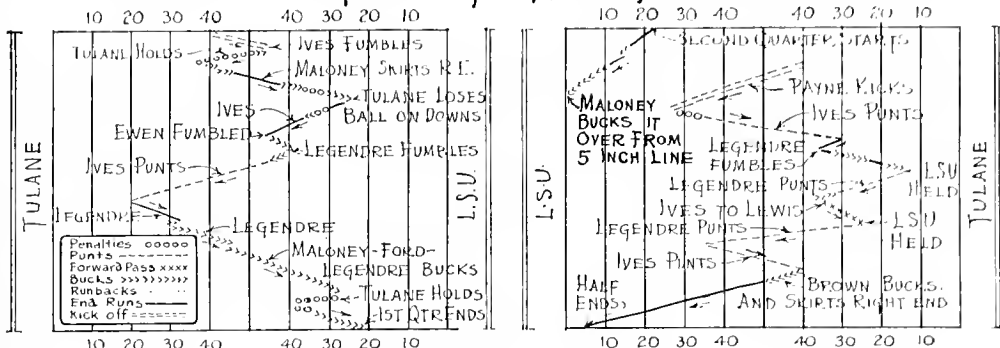 10 20 30 40 40 30 20 10
TULANE HOLDS
IVES FUMBLES
MALONEY SKIRTS R.E.
TULANE LOSES
BALL ON DOWNS
IVES
EWEN FUMBLED
LEGENDRE FUMBLES
IVES PUNTS
LEGENDRE
LEGENDRE
MALONEY-FORD-
LEGENDRE BUCKS
TULANE HOLDS
1ST QTR ENDS
TULANE
L.S.U.
Penalties ooooo
Punts -------
Forward Pass xxxx
Bucks >>>>>>>>
Runbacks
End Runs ———
Kick off ======
10 20 30 40 40 30 20 10
10 20 30 40 40 30 20 10
SECOND QUARTER STARTS
PAYNE KICKS
MALONEY
BUCKS IT
OVER FROM
5 INCH LINE
IVES PUNTS
LEGENDRE
FUMBLES
LSU
HELD
LEGENDRE PUNTS
IVES TO LEWIS
LEGENDRE PUNTS
LSU
HELD
IVES PUNTS
HALF
ENDS
BROWN BUCKS.
AND SKIRTS RIGHT END
L.S.U.
TULANE
10 20 30 40 40 30 20 10